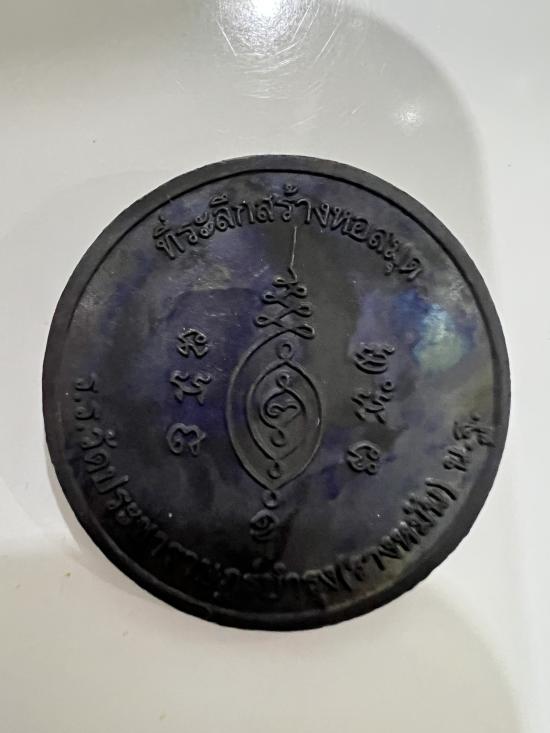 ที่ระลึกสร้างหอสมุด
ร.ร.วัดประชาราษฎร์บำรุง(รางหมัน) น.ฐ.